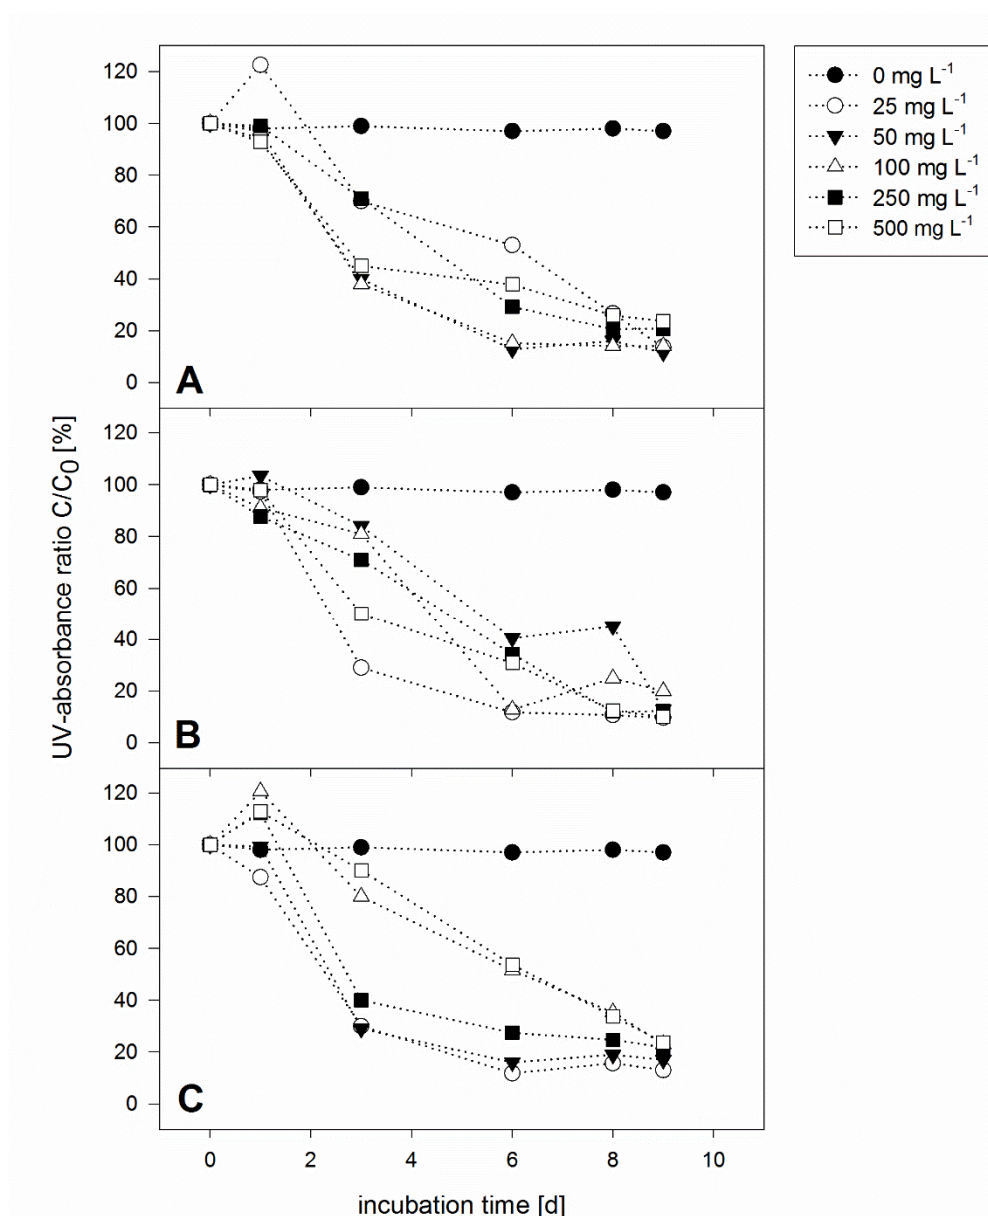 120
100
80
60
40
20
0
A
0 mg L⁻¹
25 mg L⁻¹
50 mg L⁻¹
100 mg L⁻¹
250 mg L⁻¹
500 mg L⁻¹
UV-absorbance ratio C/C₀ [%]
120
100
80
60
40
20
0
B
120
100
80
60
40
20
0
C
0 2 4 6 8 10
incubation time [d]